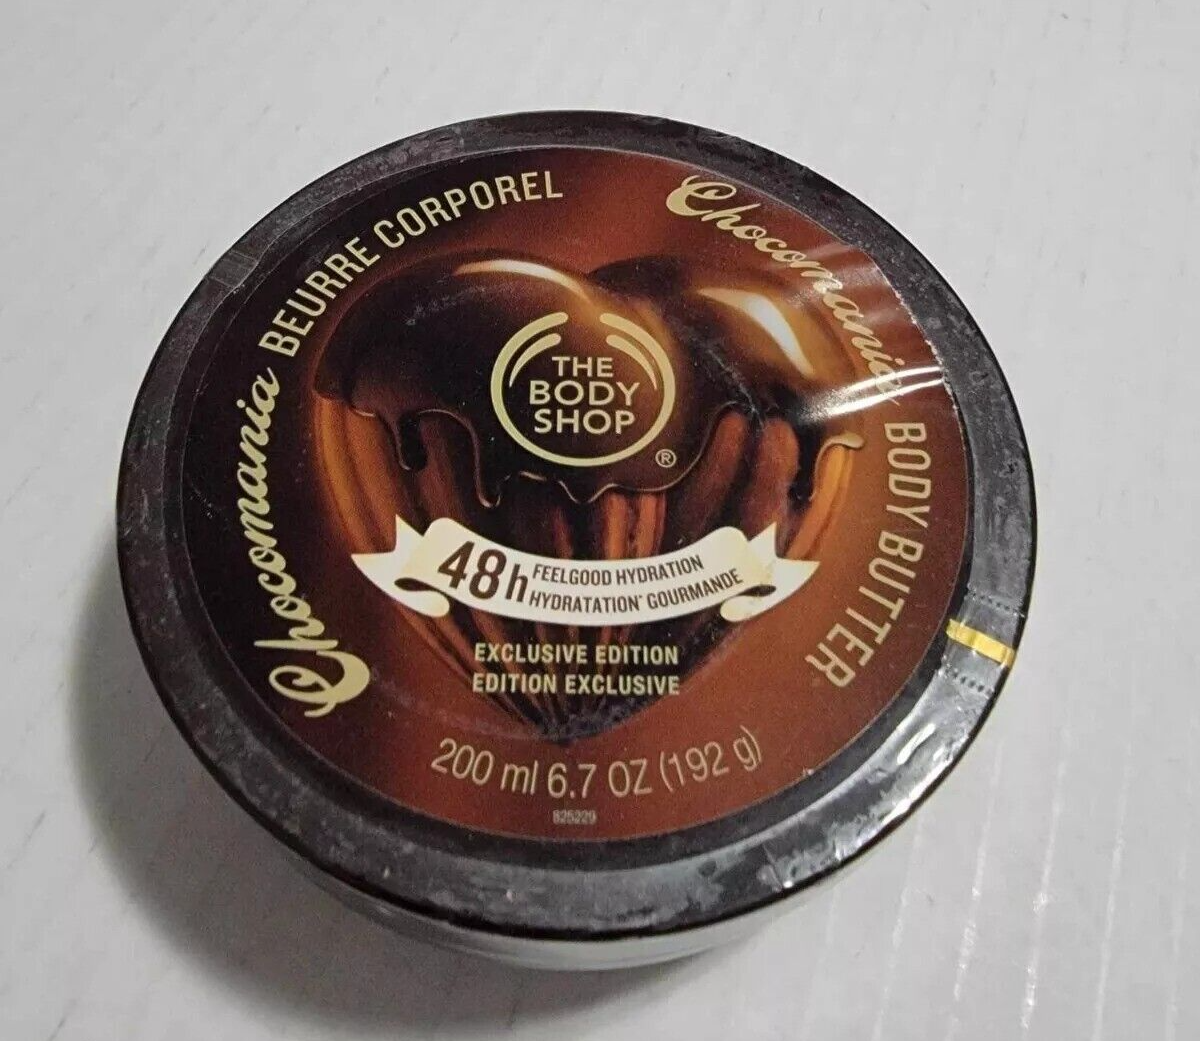 Chocomania BEURRE CORPOREL
Chocomania BODY BUTTER
THE
BODY
SHOP
®
48h FEELGOOD HYDRATION
HYDRATATION* GOURMANDE
EXCLUSIVE EDITION
EDITION EXCLUSIVE
200 ml 6.7 OZ (192 g)
825229